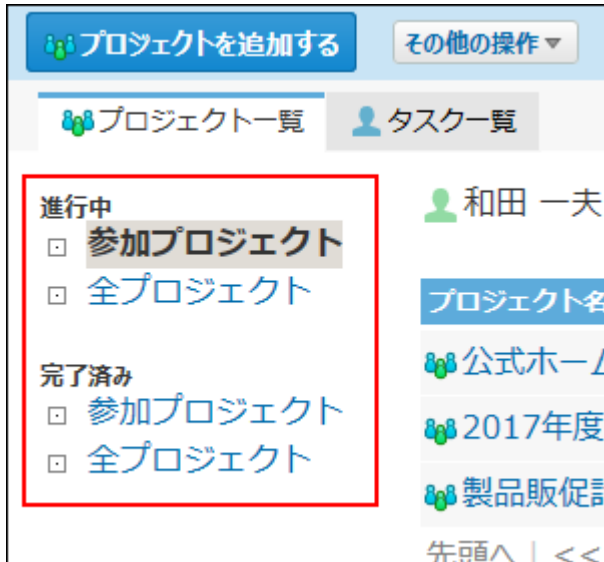 プロジェクトを追加する
その他の操作
プロジェクト一覧
タスク一覧
進行中
参加プロジェクト
全プロジェクト
完了済み
参加プロジェクト
全プロジェクト
和田 一夫
プロジェクト名
公式ホーム
2017年度
製品販促
先頭へ | <<